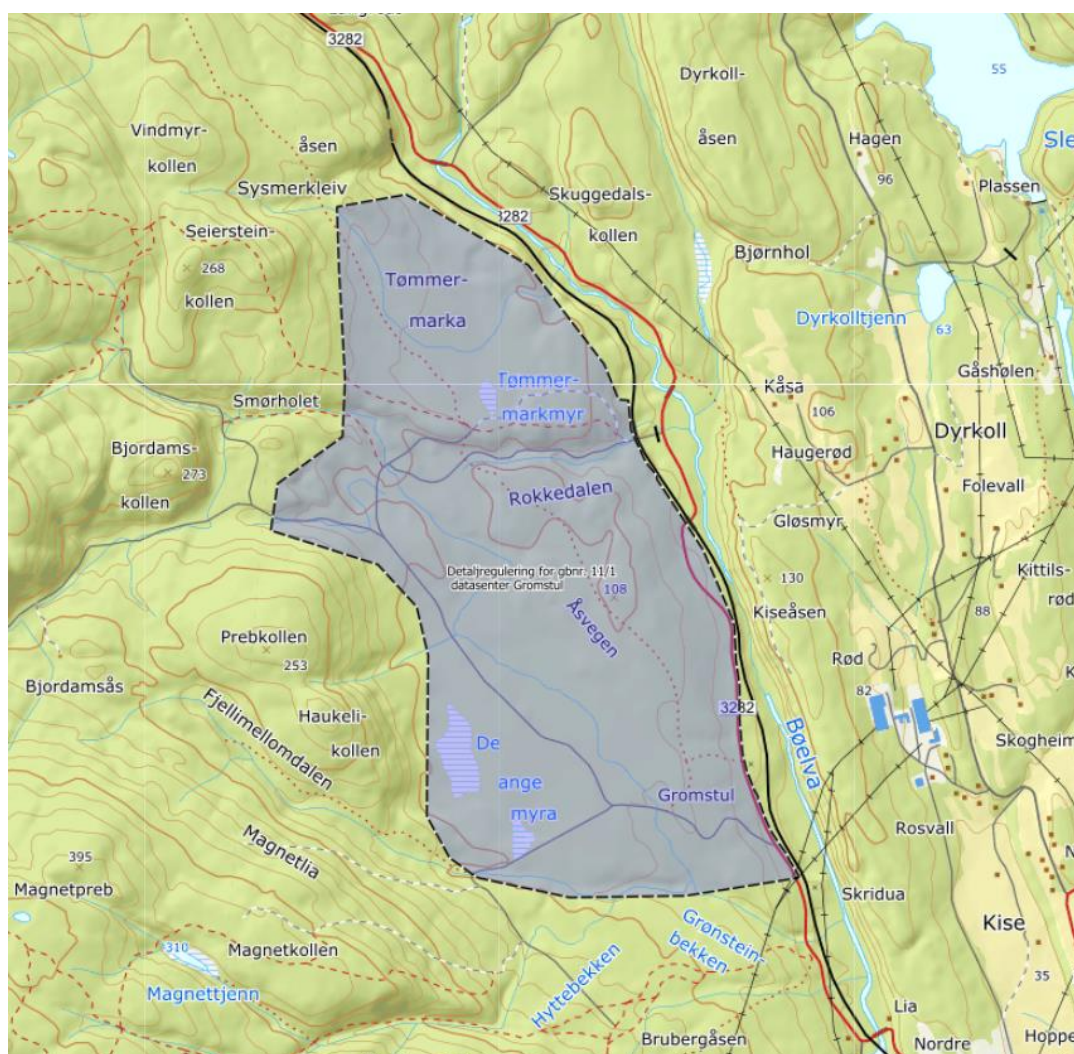 3282
Dyrkoll-
åsen
55
Vindmyr-
kollen
åsen
Hagen
96
Sle
Sysmerkleiv
Plassen
Skuggedals-
kollen
3282
Seierstein-
268
kollen
Bjørnhol
Tømmer-
marka
Dyrkolltjenn
63
Gåshølen
Tømmer-
markmyr
Kåsa
106
Smørholet
Dyrkoll
Bjordams-
273
kollen
Haugerød
Folevall
Rokkedalen
Gløsmyr
Detaljregulering for gbnr. 11/1
datasenter Gromstul
108
130
Kittils-
rød
Kiseåsen
88
Åsvegen
Prebkollen
253
Rød
82
Bjordamsås
Fjellimellomdalen
Haukeli-
kollen
3282
Bøelva
Skogheim
De
ange
myra
Gromstul
Rosvall
Magnetlia
395
Magnetpreb
Skridua
Kise
Grønstein-
bekken
Magnetkollen
310
Hyttebekken
Magnettjenn
35
Lia
Brubergåsen
Nordre
Hoppe